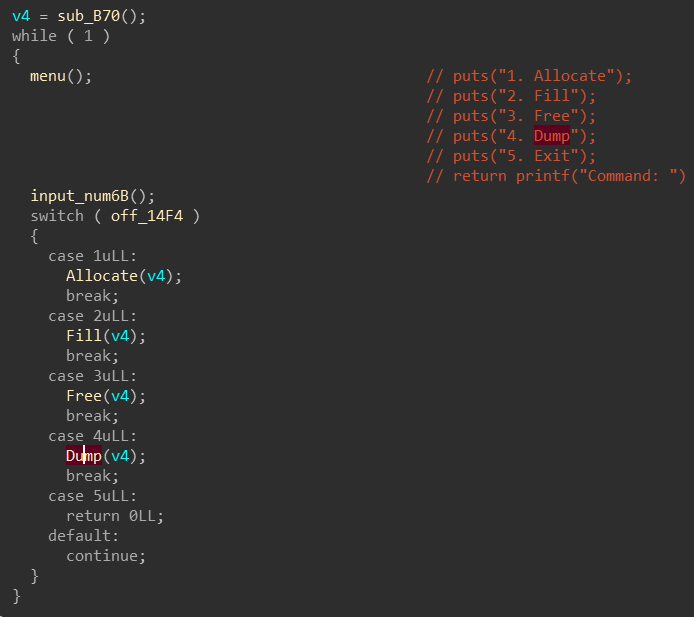 v4 = sub_B70();
while ( 1 )
{
  menu();                                     // puts("1. Allocate");
                                              // puts("2. Fill");
                                              // puts("3. Free");
                                              // puts("4. Dump");
                                              // puts("5. Exit");
                                              // return printf("Command: ")
  input_num6B();
  switch ( off_14F4 )
  {
    case 1uLL:
      Allocate(v4);
      break;
    case 2uLL:
      Fill(v4);
      break;
    case 3uLL:
      Free(v4);
      break;
    case 4uLL:
      Dump(v4);
      break;
    case 5uLL:
      return 0LL;
    default:
      continue;
  }
}